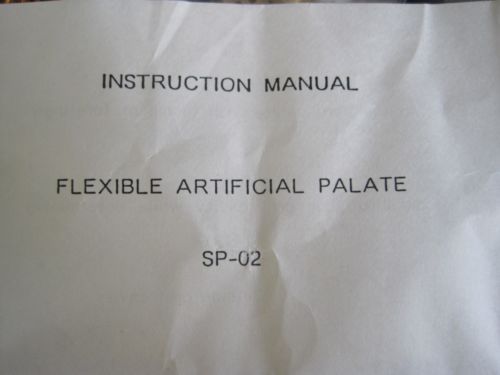 INSTRUCTION MANUAL
FLEXIBLE ARTIFICIAL PALATE
SP-02